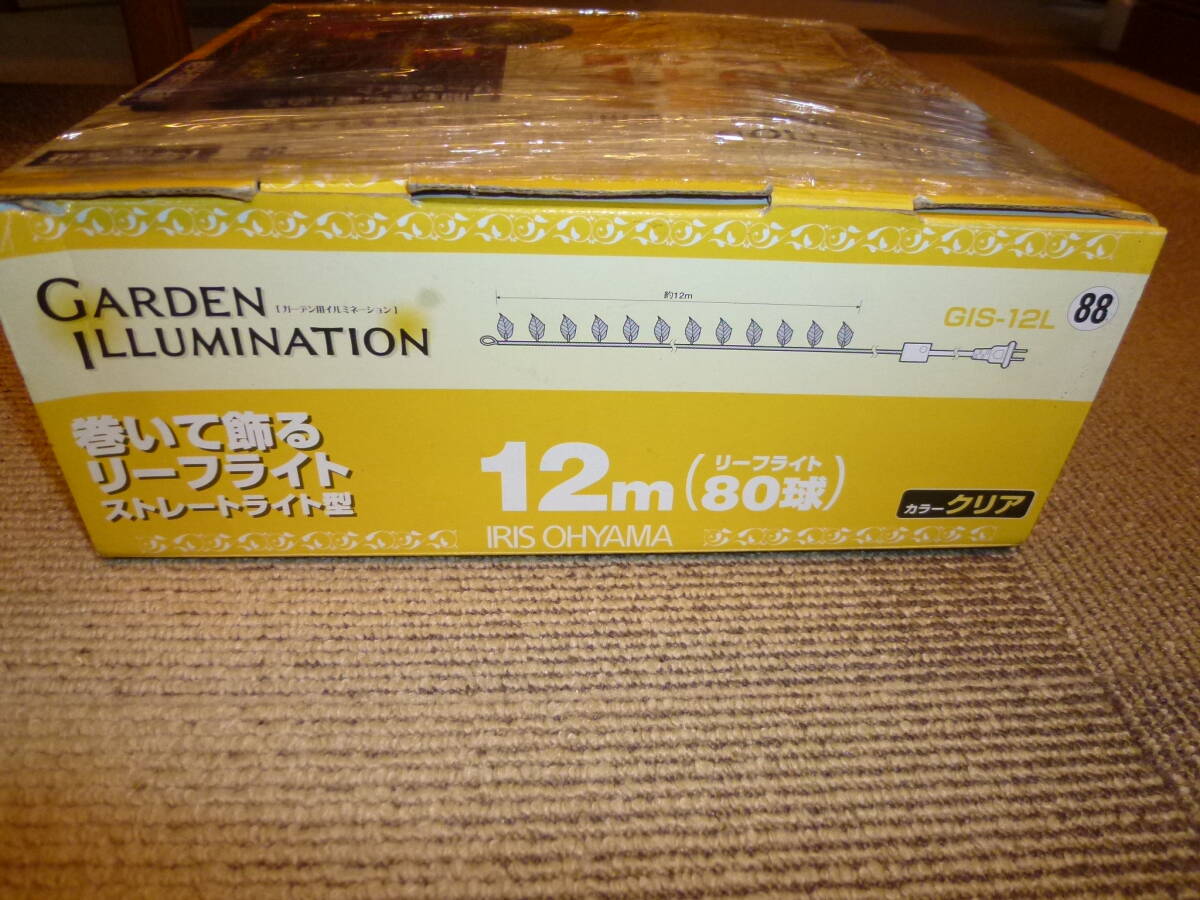 GARDEN
[ガーデン用イルミネーション]
ILLUMINATION
約12m
GIS-12L
88
巻いて飾る
リーフライト
ストレートライト型
12m(リーフライト80球)
カラークリア
IRIS OHYAMA